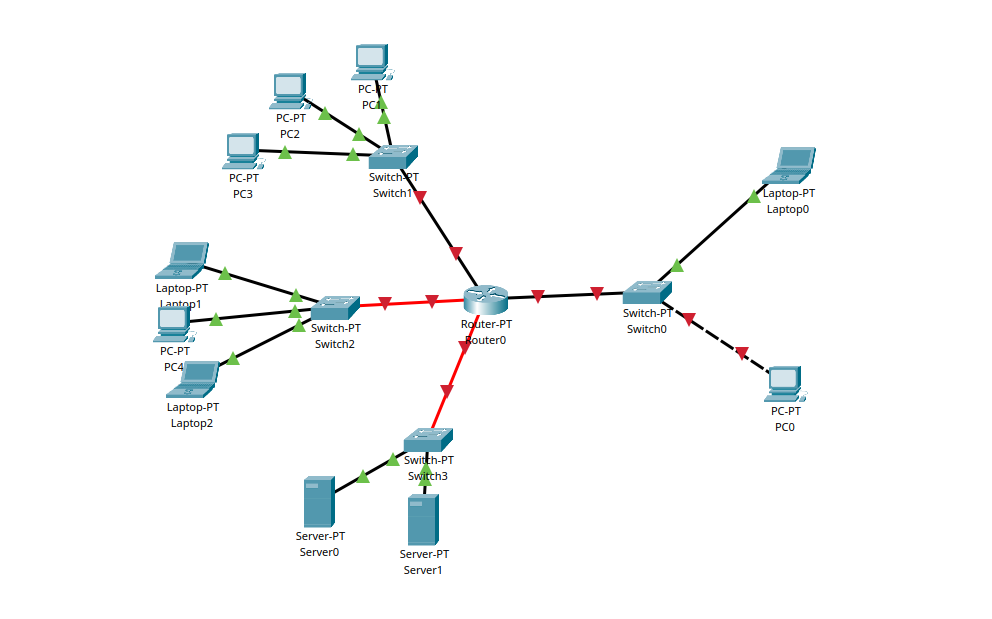 PC-PT
PC1
PC-PT
PC2
PC-PT
PC3
Switch-PT
Switch1
Laptop-PT
Laptop0
Laptop-PT
Laptop1
PC-PT
PC4
Laptop-PT
Laptop2
Switch-PT
Switch2
Router-PT
Router0
Switch-PT
Switch0
PC-PT
PC0
Switch-PT
Switch3
Server-PT
Server0
Server-PT
Server1